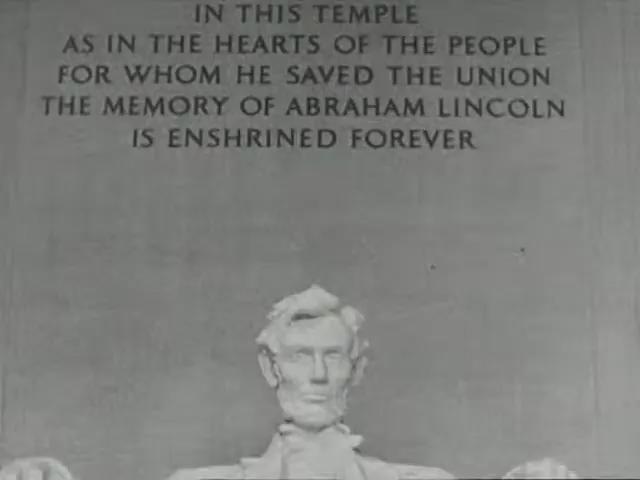 IN THIS TEMPLE
AS IN THE HEARTS OF THE PEOPLE
FOR WHOM HE SAVED THE UNION
THE MEMORY OF ABRAHAM LINCOLN
IS ENSHRINED FOREVER